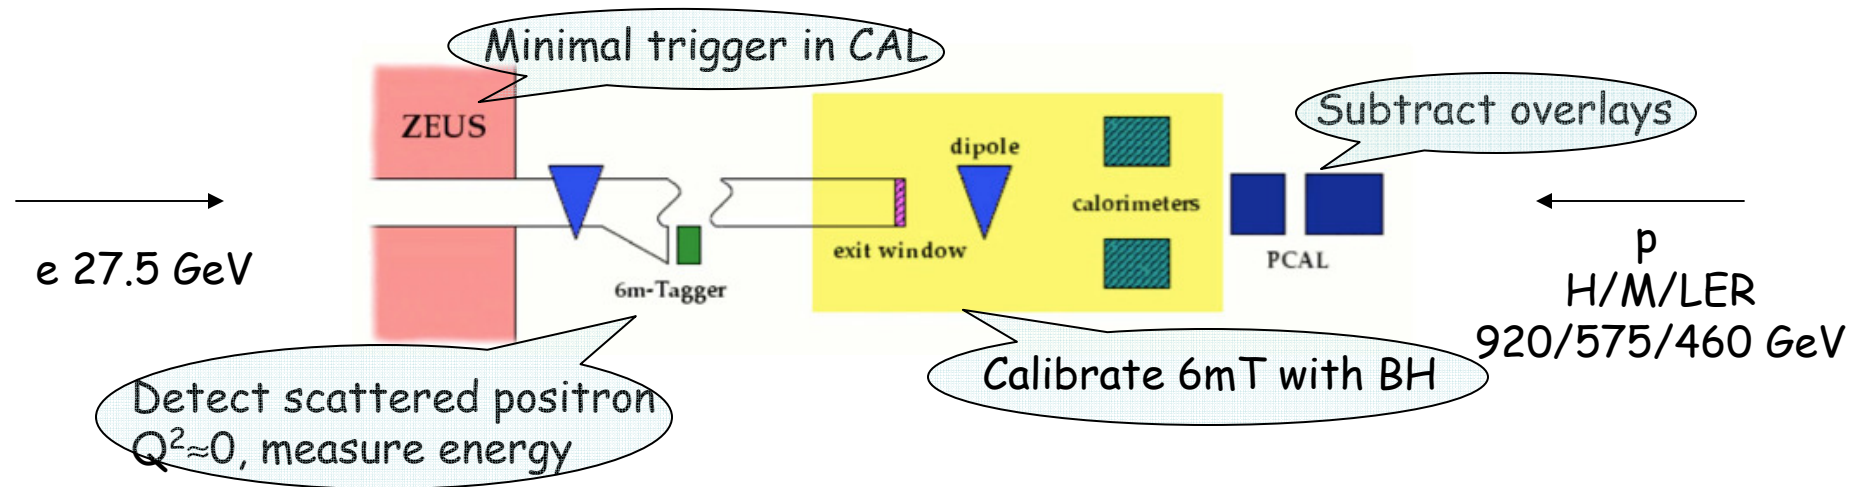 Minimal trigger in CAL
ZEUS
Subtract overlays
dipole
calorimeters
exit window
PCAL
6m-Tagger
e 27.5 GeV
p
H/M/LER
920/575/460 GeV
Calibrate 6mT with BH
Detect scattered positron
Q²≈0, measure energy